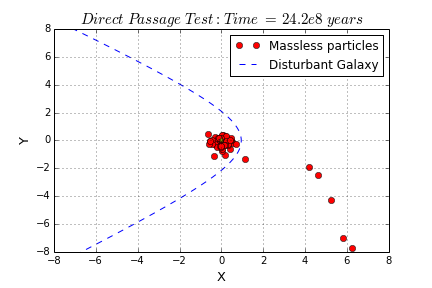 Direct Passage Test: Time = 24.2e8 years
Massless particles
Disturbant Galaxy
Y
8
6
4
2
0
−2
−4
−6
−8
−8 −6 −4 −2 0 2 4 6 8
X